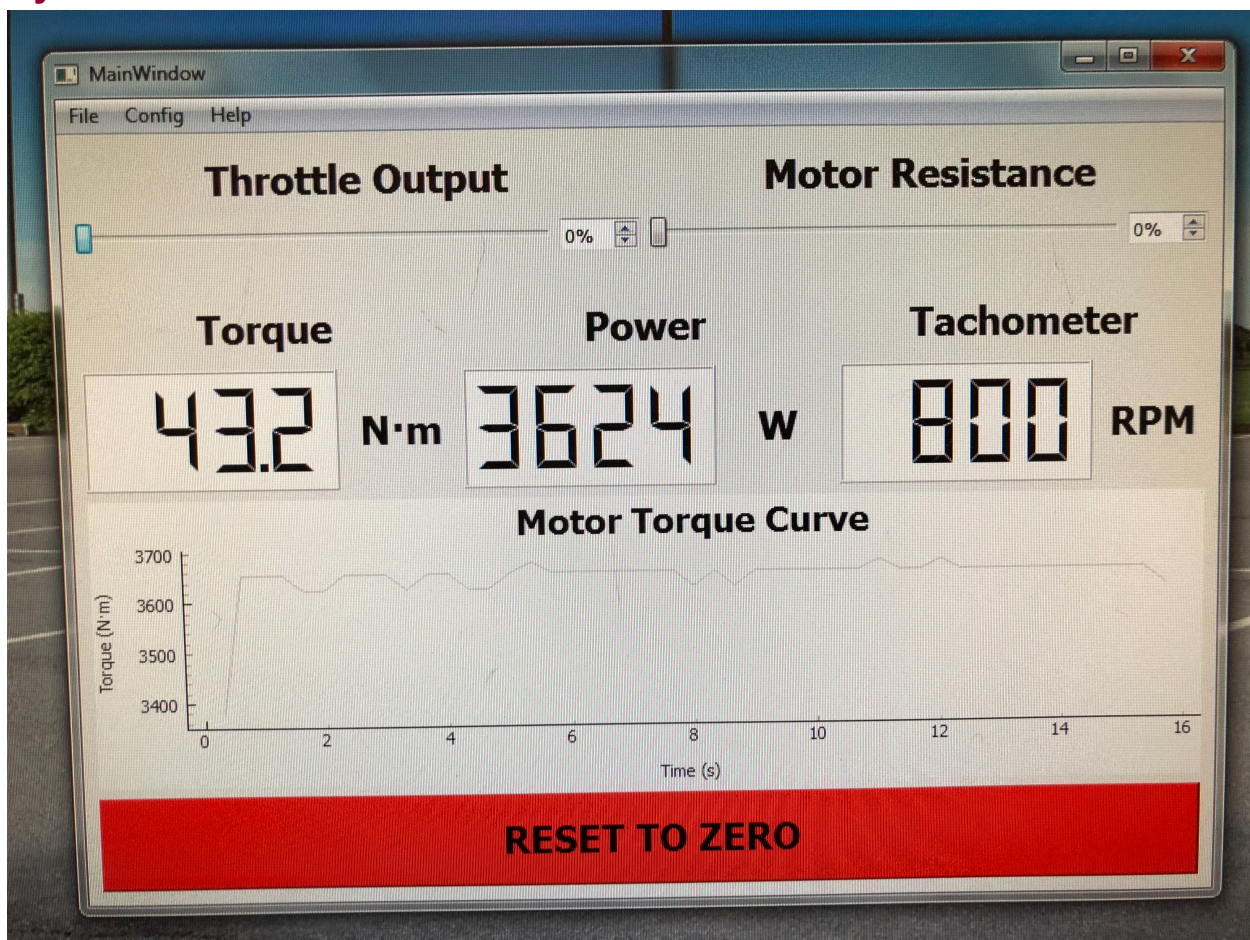 MainWindow
File Config Help
Throttle Output
Motor Resistance
0%
0%
Torque
Power
Tachometer
43.2 N·m
3624 W
800 RPM
Motor Torque Curve
3700
3600
3500
3400
Torque (N·m)
0 2 4 6 8 10 12 14 16
Time (s)
RESET TO ZERO